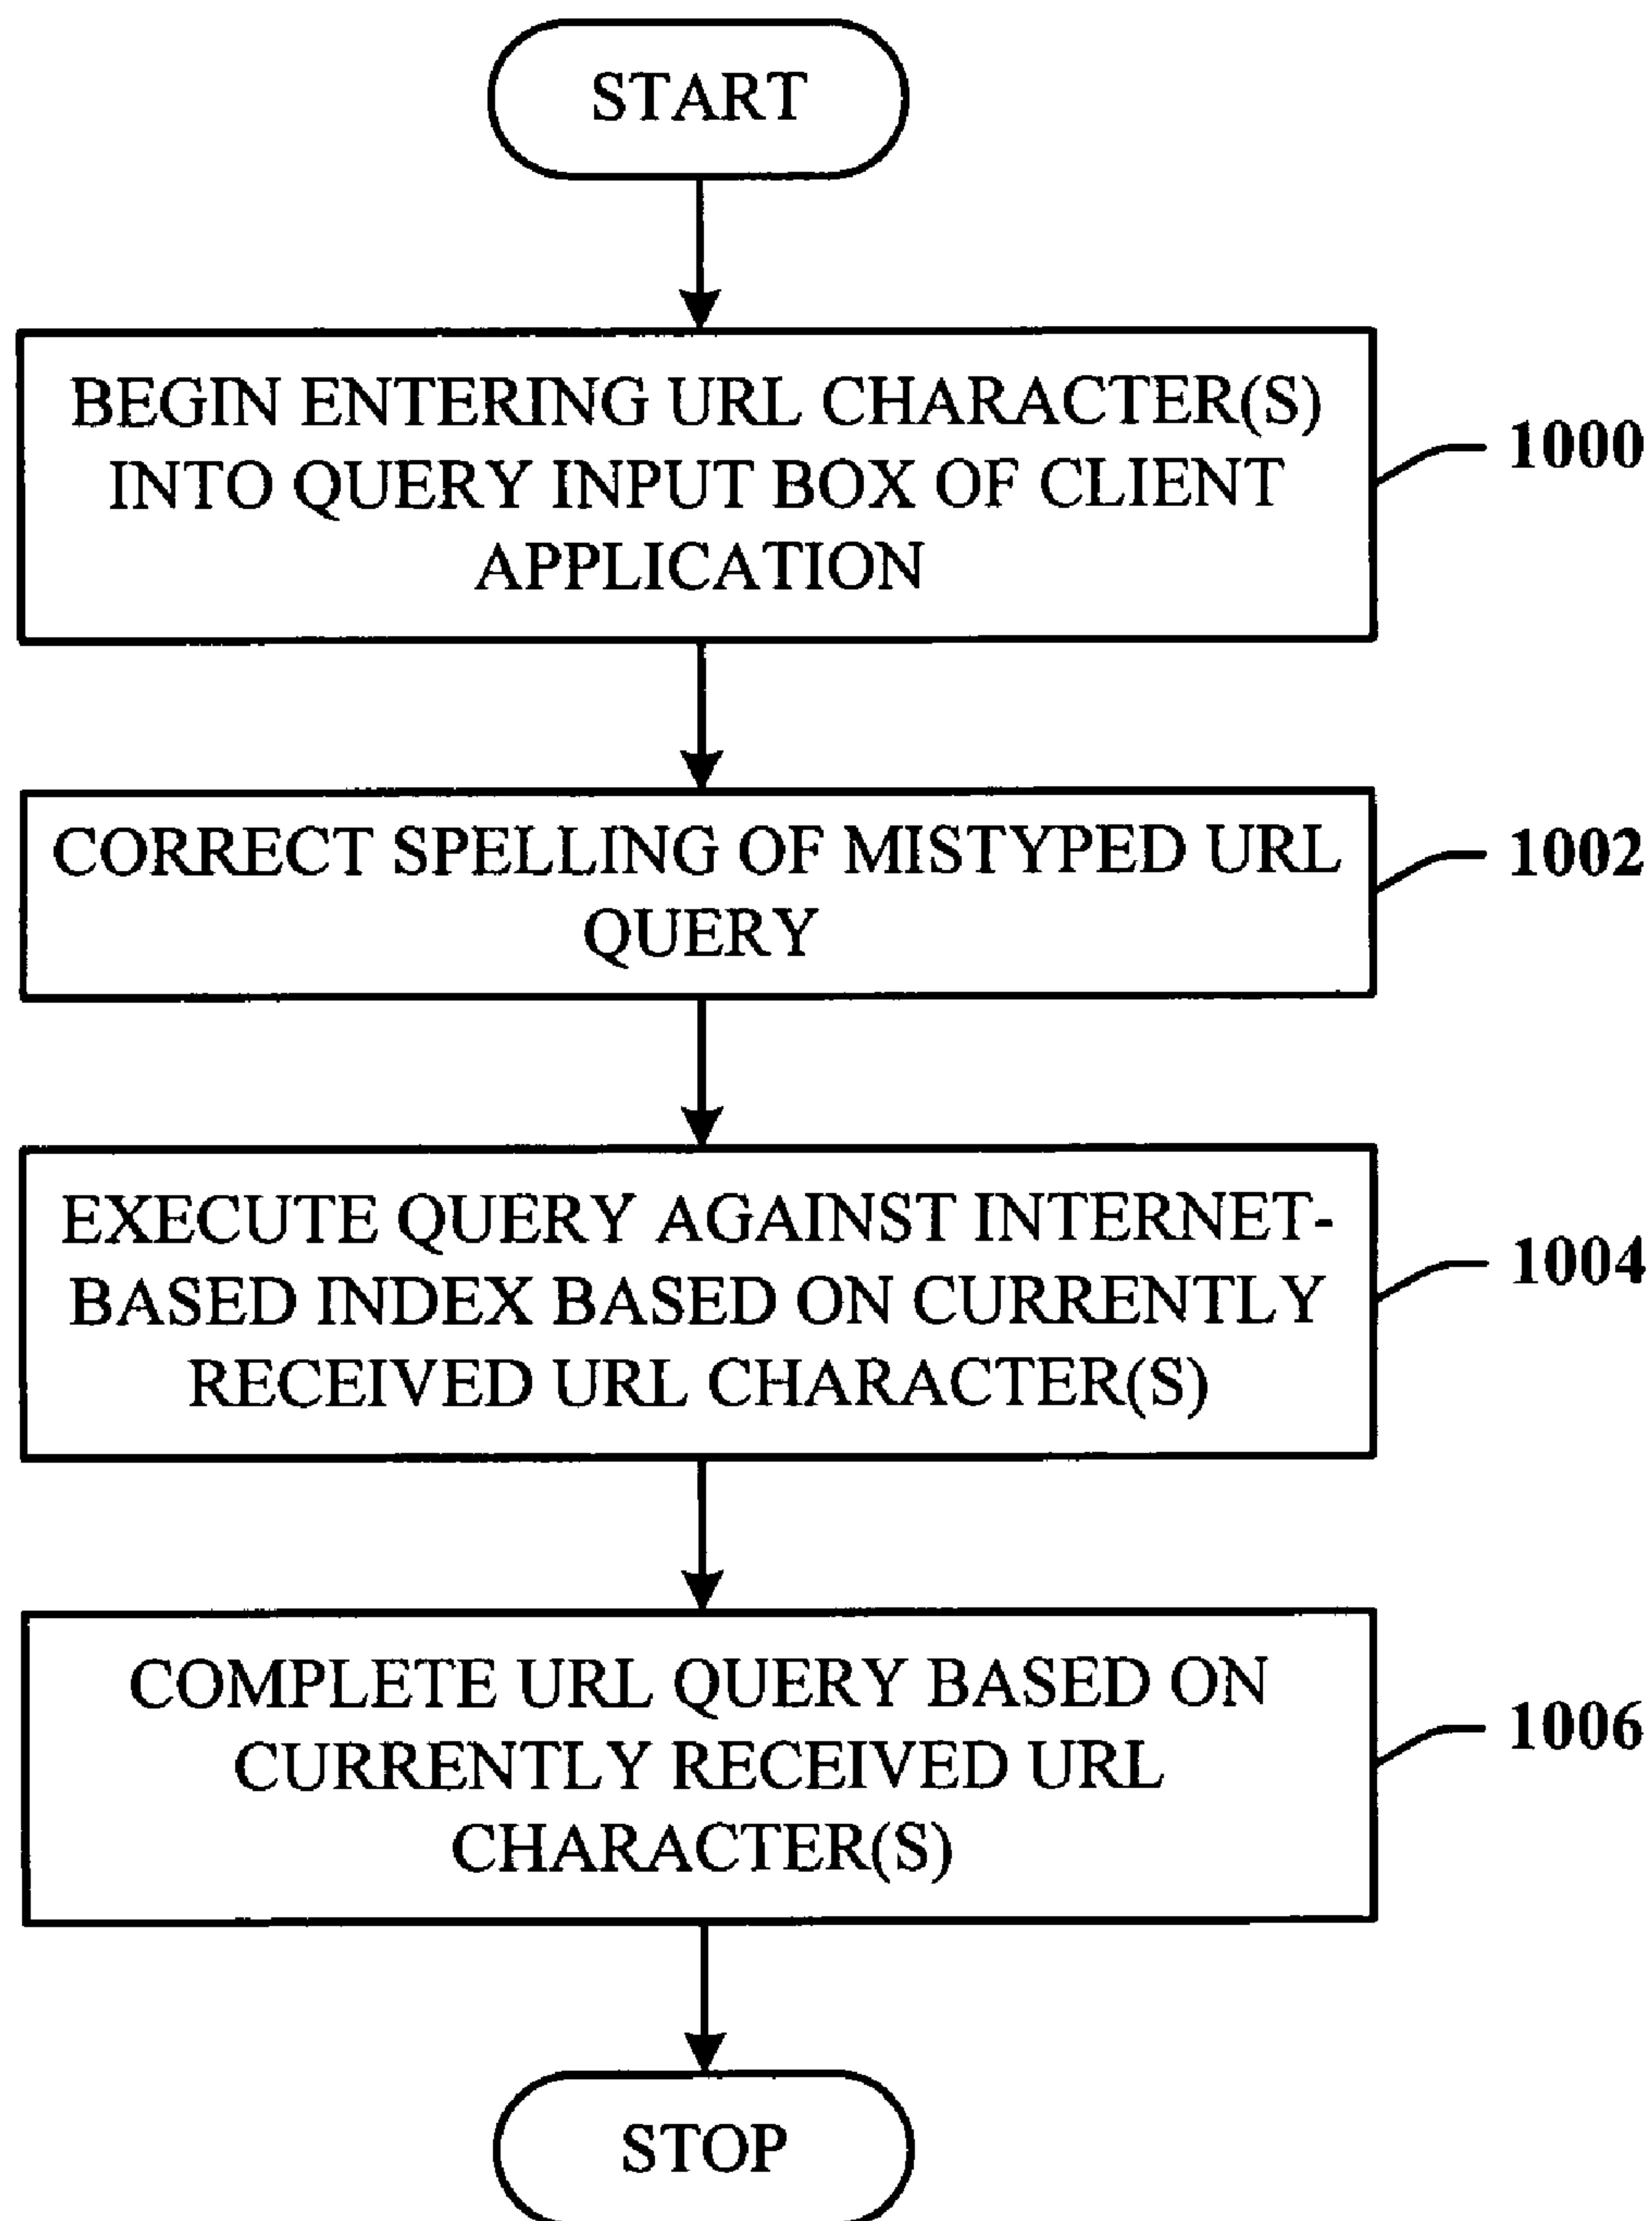 START
BEGIN ENTERING URL CHARACTER(S)
INTO QUERY INPUT BOX OF CLIENT
APPLICATION
1000
CORRECT SPELLING OF MISTYPED URL
QUERY
1002
EXECUTE QUERY AGAINST INTERNET-
BASED INDEX BASED ON CURRENTLY
RECEIVED URL CHARACTER(S)
1004
COMPLETE URL QUERY BASED ON
CURRENTLY RECEIVED URL
CHARACTER(S)
1006
STOP